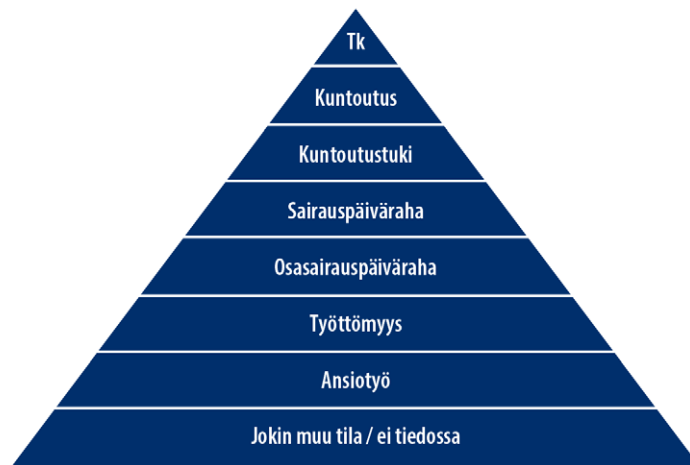 Tk
Kuntoutus
Kuntoutustuki
Sairauspäiväraha
Osasairauspäiväraha
Työttömyys
Ansiotyö
Jokin muu tila / ei tiedossa